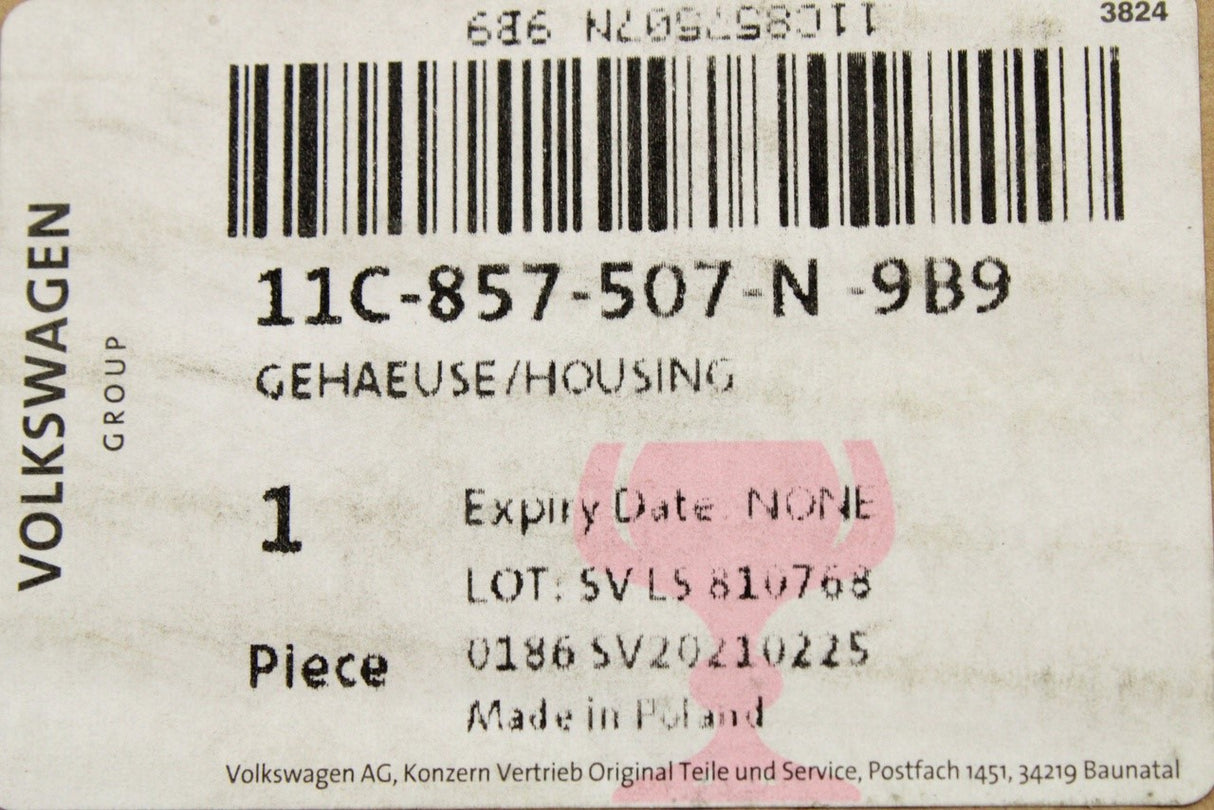 3824
11C857507N 9B9
11C-857-507-N -9B9
GEHAEUSE/HOUSING
1
Expiry Date: NONE
LOT: SV LS 810768
0186 SV20210225
Piece
Made in Poland
Volkswagen AG, Konzern Vertrieb Original Teile und Service, Postfach 1451, 34219 Baunatal
VOLKSWAGEN
GROUP